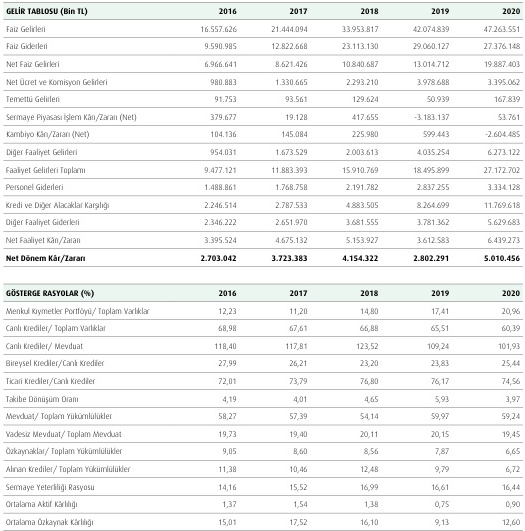 GELİR TABLOSU (Bin TL) 2016 2017 2018 2019 2020
Faiz Gelirleri 16.557.626 21.444.094 33.953.817 42.074.839 47.263.551
Faiz Giderleri 9.590.985 12.822.668 23.113.130 29.060.127 27.376.148
Net Faiz Gelirleri 6.966.641 8.621.426 10.840.687 13.014.712 19.887.403
Net Ücret ve Komisyon Gelirleri 980.883 1.330.665 2.293.210 3.978.688 3.395.062
Temettü Gelirleri 91.753 93.561 129.624 50.939 167.839
Sermaye Piyasası İşlem Kârı/Zararı (Net) 379.677 19.128 417.655 -3.183.137 53.761
Kambiyo Kârı/Zararı (Net) 104.136 145.084 225.980 599.443 -2.604.485
Diğer Faaliyet Gelirleri 954.031 1.673.529 2.003.613 4.035.254 6.273.122
Faaliyet Gelirleri Toplamı 9.477.121 11.883.393 15.910.769 18.495.899 27.172.702
Personel Giderleri 1.488.861 1.768.758 2.191.782 2.837.255 3.334.128
Kredi ve Diğer Alacaklar Karşılığı 2.246.514 2.787.533 4.883.505 8.264.699 11.769.618
Diğer Faaliyet Giderleri 2.346.222 2.651.970 3.681.555 3.781.362 5.629.683
Net Faaliyet Kârı/Zararı 3.395.524 4.675.132 5.153.927 3.612.583 6.439.273
Net Dönem Kâr/Zararı 2.703.042 3.723.383 4.154.322 2.802.291 5.010.456
GÖSTERGE RASYOLAR (%) 2016 2017 2018 2019 2020
Menkul Kıymetler Portföyü/ Toplam Varlıklar 12,23 11,20 14,80 17,41 20,96
Canlı Krediler/ Toplam Varlıklar 68,98 67,61 66,88 65,51 60,39
Canlı Krediler/ Mevduat 118,40 117,81 123,52 109,24 101,93
Bireysel Krediler/Canlı Krediler 27,99 26,21 23,20 23,83 25,44
Ticari Krediler/Canlı Krediler 72,01 73,79 76,80 76,17 74,56
Takibe Dönüşüm Oranı 4,19 4,01 4,65 5,93 3,97
Mevduat/ Toplam Yükümlülükler 58,27 57,39 54,14 59,97 59,24
Vadesiz Mevduat/ Toplam Mevduat 19,73 19,40 20,11 20,15 19,45
Özkaynaklar/ Toplam Yükümlülükler 9,05 8,60 8,56 7,87 6,65
Alınan Krediler/ Toplam Yükümlülükler 11,38 10,46 12,48 9,79 6,72
Sermaye Yeterliliği Rasyosu 14,16 15,52 16,99 16,61 16,44
Ortalama Aktif Kârlılığı 1,37 1,54 1,38 0,75 0,90
Ortalama Özkaynak Kârlılığı 15,01 17,52 16,10 9,13 12,60